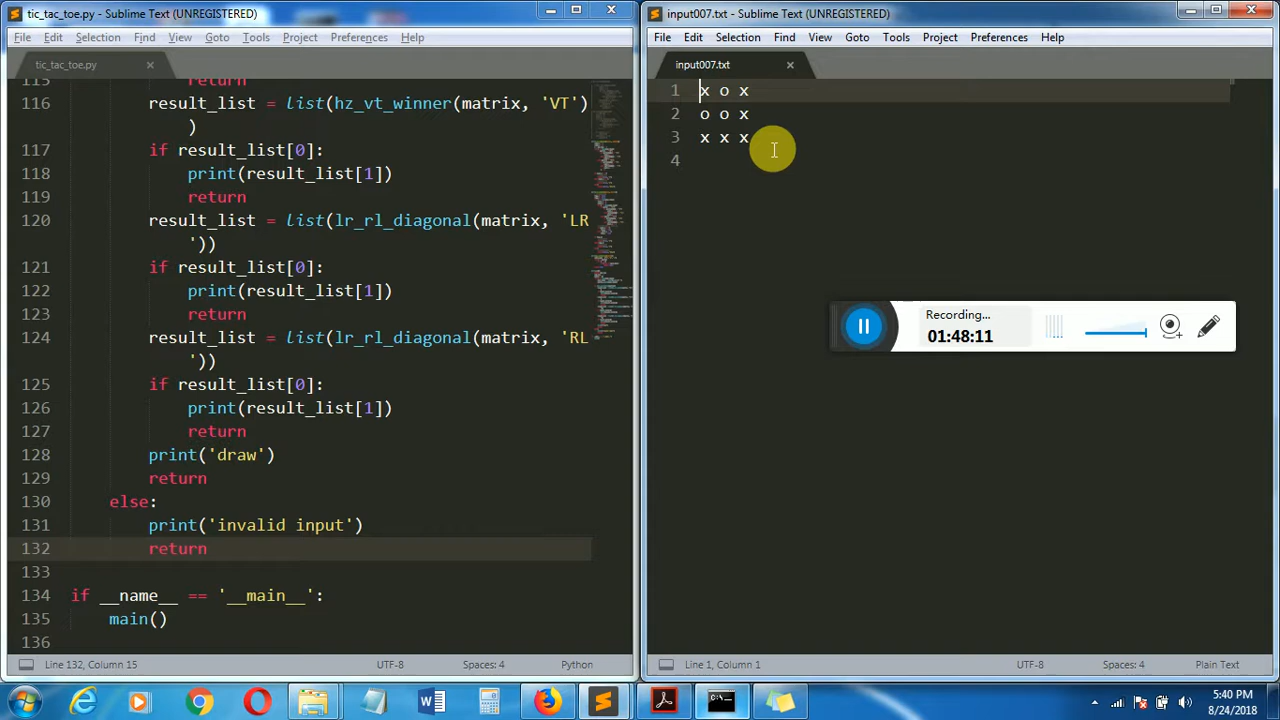 tic_tac_toe.py - Sublime Text (UNREGISTERED)
File Edit Selection Find View Goto Tools Project Preferences Help
tic_tac_toe.py
115 return
116 result_list = list(hz_vt_winner(matrix, 'VT')
)
117 if result_list[0]:
118 print(result_list[1])
119 return
120 result_list = list(lr_rl_diagonal(matrix, 'LR
'))
121 if result_list[0]:
122 print(result_list[1])
123 return
124 result_list = list(lr_rl_diagonal(matrix, 'RL
'))
125 if result_list[0]:
126 print(result_list[1])
127 return
128 print('draw')
129 return
130 else:
131 print('invalid input')
132 return
133
134 if __name__ == '__main__':
135 main()
136
Line 132, Column 15 UTF-8 Spaces: 4 Python
input007.txt - Sublime Text (UNREGISTERED)
File Edit Selection Find View Goto Tools Project Preferences Help
input007.txt
1 x o x
2 o o x
3 x x x
4
Recording...
01:48:11
Line 1, Column 1 UTF-8 Spaces: 4 Plain Text
5:40 PM
8/24/2018